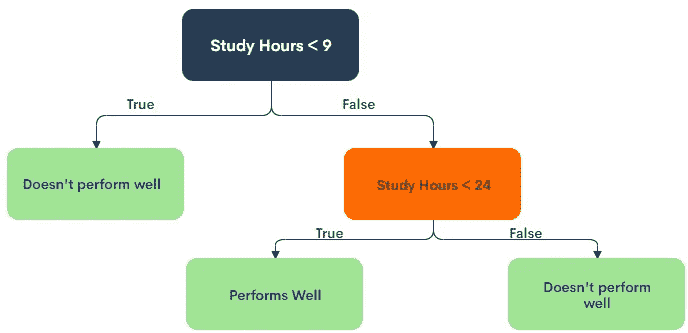 Study Hours < 9
True
False
Doesn't perform well
Study Hours < 24
True
False
Performs Well
Doesn't perform
well